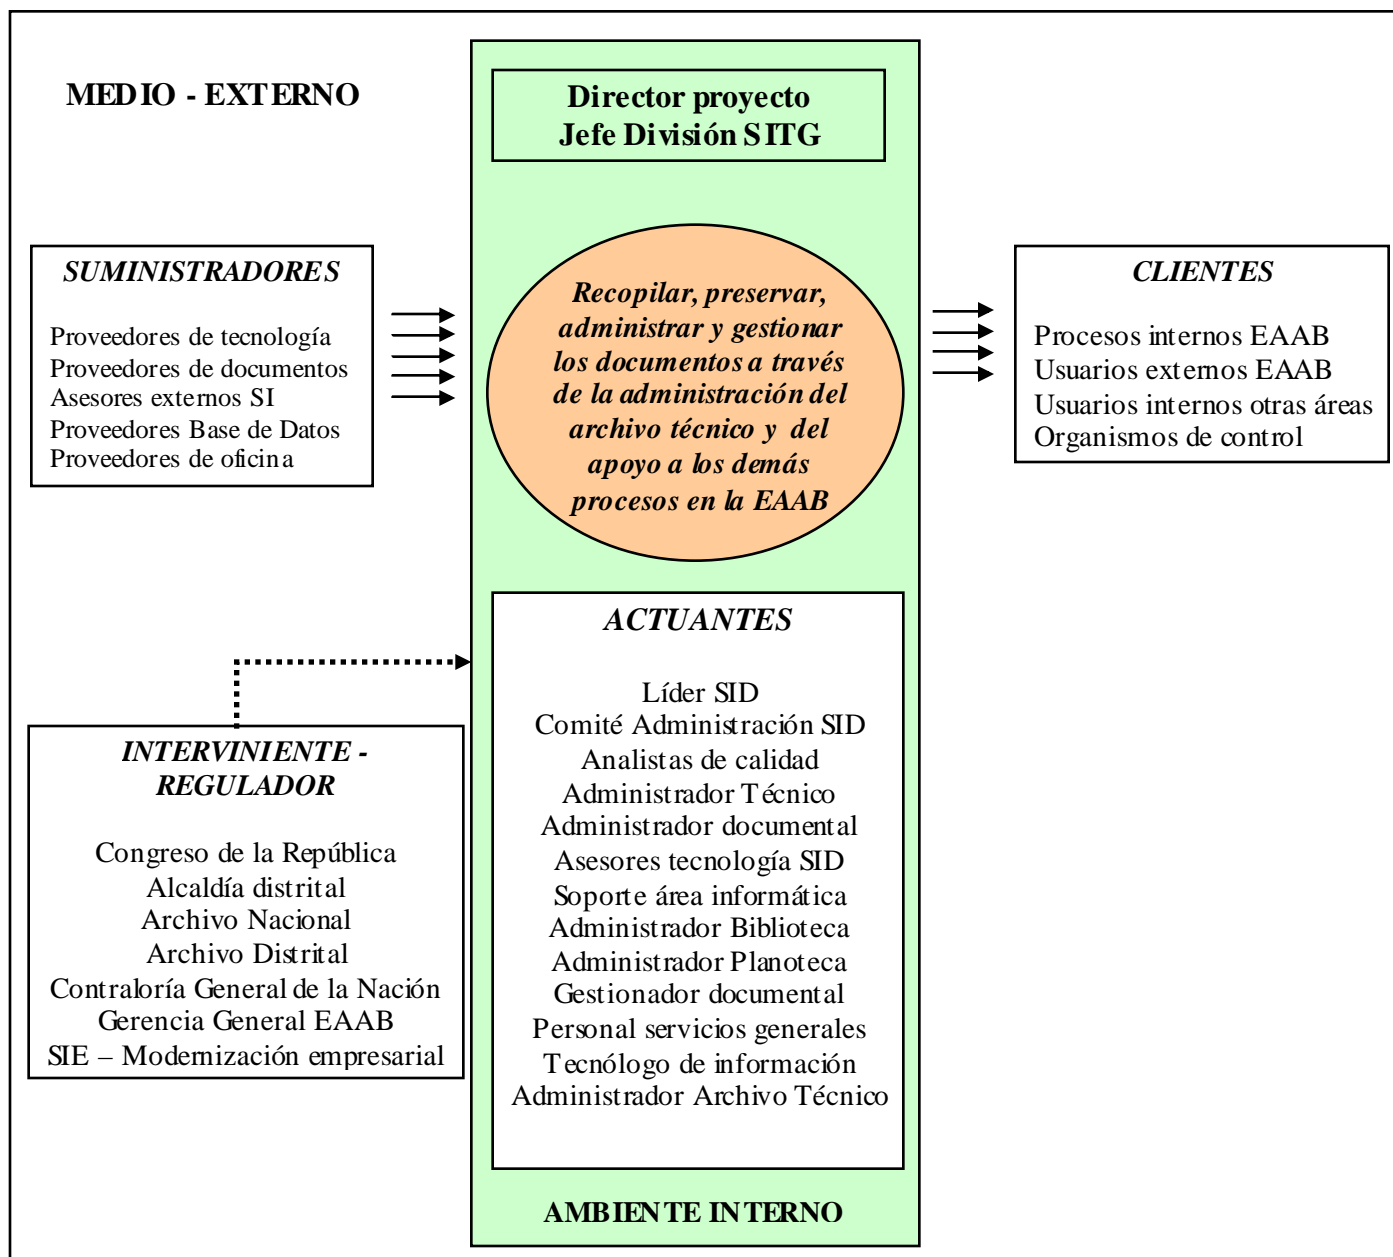 MEDIO - EXTERNO
Director proyecto
Jefe División SITG
SUMINISTRADORES
Proveedores de tecnología
Proveedores de documentos
Asesores externos SI
Proveedores Base de Datos
Proveedores de oficina
Recopilar, preservar,
administrar y gestionar
los documentos a través
de la administración del
archivo técnico y del
apoyo a los demás
procesos en la EAAB
CLIENTES
Procesos internos EAAB
Usuarios externos EAAB
Usuarios internos otras áreas
Organismos de control
INTERVINIENTE -
REGULADOR
Congreso de la República
Alcaldía distrital
Archivo Nacional
Archivo Distrital
Contraloría General de la Nación
Gerencia General EAAB
SIE – Modernización empresarial
ACTUANTES
Líder SID
Comité Administración SID
Analistas de calidad
Administrador Técnico
Administrador documental
Asesores tecnología SID
Soporte área informática
Administrador Biblioteca
Administrador Planoteca
Gestionador documental
Personal servicios generales
Tecnólogo de información
Administrador Archivo Técnico
AMBIENTE INTERNO